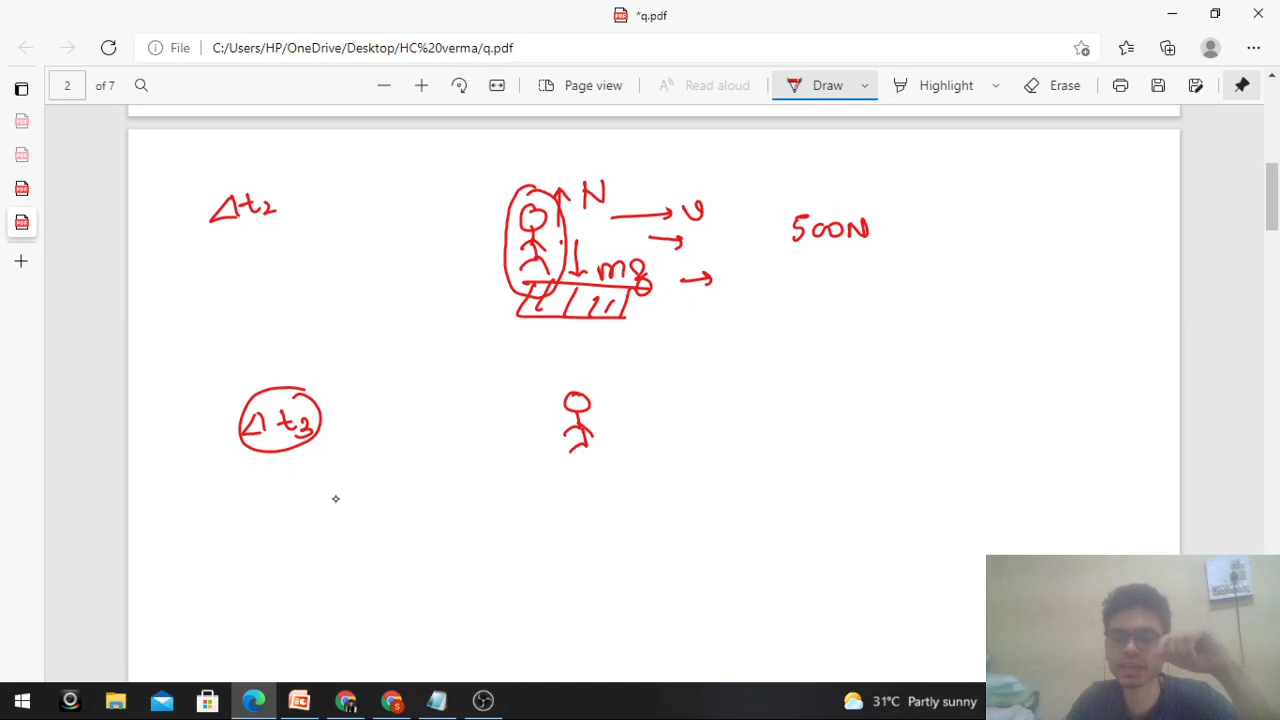 *q.pdf
File C:/Users/HP/OneDrive/Desktop/HC%20verma/q.pdf
2 of 7 Page view Read aloud Draw Highlight Erase
Δt₂
N
→ v
500N
mg
Δt₃
31°C Partly sunny